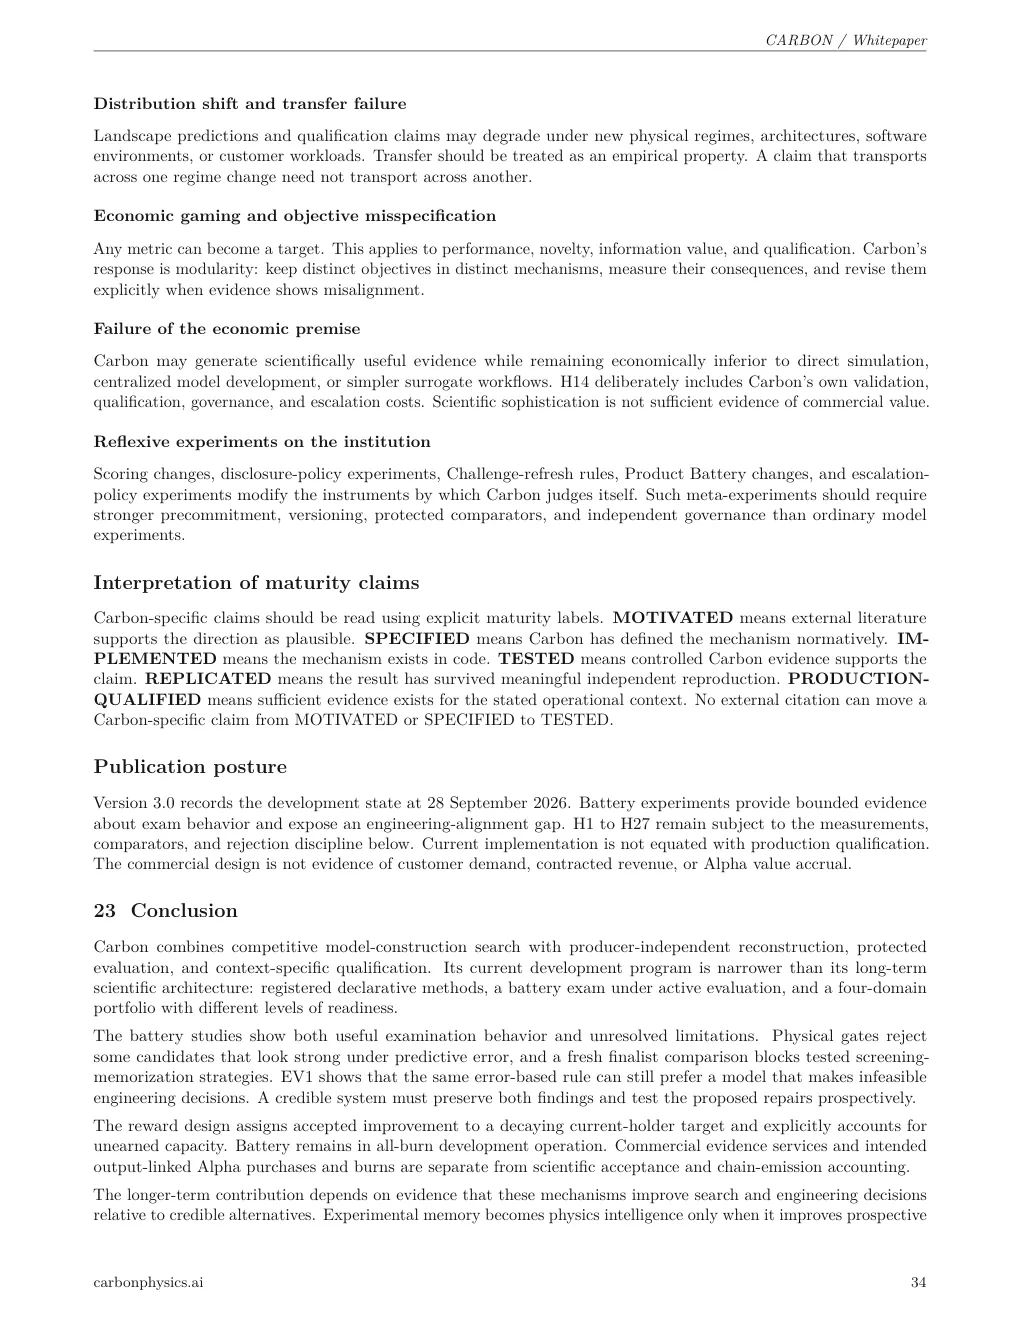 CARBON / Whitepaper
Distribution shift and transfer failure
Landscape predictions and qualification claims may degrade under new physical regimes, architectures, software
environments, or customer workloads. Transfer should be treated as an empirical property. A claim that transports
across one regime change need not transport across another.
Economic gaming and objective misspecification
Any metric can become a target. This applies to performance, novelty, information value, and qualification. Carbon's
response is modularity: keep distinct objectives in distinct mechanisms, measure their consequences, and revise them
explicitly when evidence shows misalignment.
Failure of the economic premise
Carbon may generate scientifically useful evidence while remaining economically inferior to direct simulation,
centralized model development, or simpler surrogate workflows. H14 deliberately includes Carbon's own validation,
qualification, governance, and escalation costs. Scientific sophistication is not sufficient evidence of commercial value.
Reflexive experiments on the institution
Scoring changes, disclosure-policy experiments, Challenge-refresh rules, Product Battery changes, and escalation-
policy experiments modify the instruments by which Carbon judges itself. Such meta-experiments should require
stronger precommitment, versioning, protected comparators, and independent governance than ordinary model
experiments.
Interpretation of maturity claims
Carbon-specific claims should be read using explicit maturity labels. MOTIVATED means external literature
supports the direction as plausible. SPECIFIED means Carbon has defined the mechanism normatively. IM-
PLEMENTED means the mechanism exists in code. TESTED means controlled Carbon evidence supports the
claim. REPLICATED means the result has survived meaningful independent reproduction. PRODUCTION-
QUALIFIED means sufficient evidence exists for the stated operational context. No external citation can move a
Carbon-specific claim from MOTIVATED or SPECIFIED to TESTED.
Publication posture
Version 3.0 records the development state at 28 September 2026. Battery experiments provide bounded evidence
about exam behavior and expose an engineering-alignment gap. H1 to H27 remain subject to the measurements,
comparators, and rejection discipline below. Current implementation is not equated with production qualification.
The commercial design is not evidence of customer demand, contracted revenue, or Alpha value accrual.
23 Conclusion
Carbon combines competitive model-construction search with producer-independent reconstruction, protected
evaluation, and context-specific qualification. Its current development program is narrower than its long-term
scientific architecture: registered declarative methods, a battery exam under active evaluation, and a four-domain
portfolio with different levels of readiness.
The battery studies show both useful examination behavior and unresolved limitations. Physical gates reject
some candidates that look strong under predictive error, and a fresh finalist comparison blocks tested screening-
memorization strategies. EV1 shows that the same error-based rule can still prefer a model that makes infeasible
engineering decisions. A credible system must preserve both findings and test the proposed repairs prospectively.
The reward design assigns accepted improvement to a decaying current-holder target and explicitly accounts for
unearned capacity. Battery remains in all-burn development operation. Commercial evidence services and intended
output-linked Alpha purchases and burns are separate from scientific acceptance and chain-emission accounting.
The longer-term contribution depends on evidence that these mechanisms improve search and engineering decisions
relative to credible alternatives. Experimental memory becomes physics intelligence only when it improves prospective
carbonphysics.ai
34